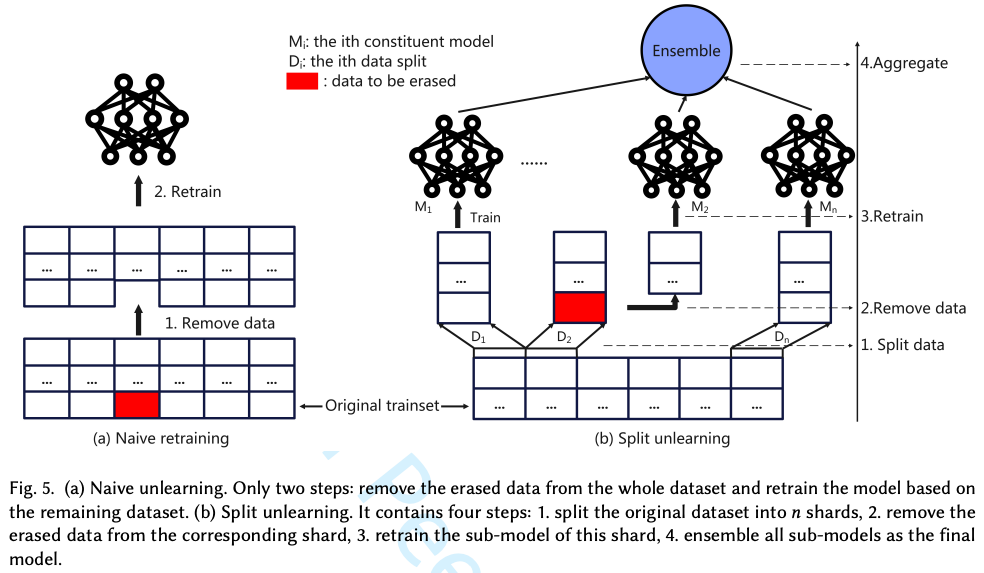 Mi: the ith constituent model
Di: the ith data split
: data to be erased
Ensemble
4.Aggregate
2. Retrain
......
M1
Train
M2
Mn
3.Retrain
... ... ... ... ... ...
... ... ...
1. Remove data
2.Remove data
D1
D2
Dn
1. Split data
... ... ... ... ... ...
Original trainset
... ... ... ... ... ...
(a) Naive retraining
(b) Split unlearning
Fig. 5. (a) Naive unlearning. Only two steps: remove the erased data from the whole dataset and retrain the model based on
the remaining dataset. (b) Split unlearning. It contains four steps: 1. split the original dataset into n shards, 2. remove the
erased data from the corresponding shard, 3. retrain the sub-model of this shard, 4. ensemble all sub-models as the final
model.